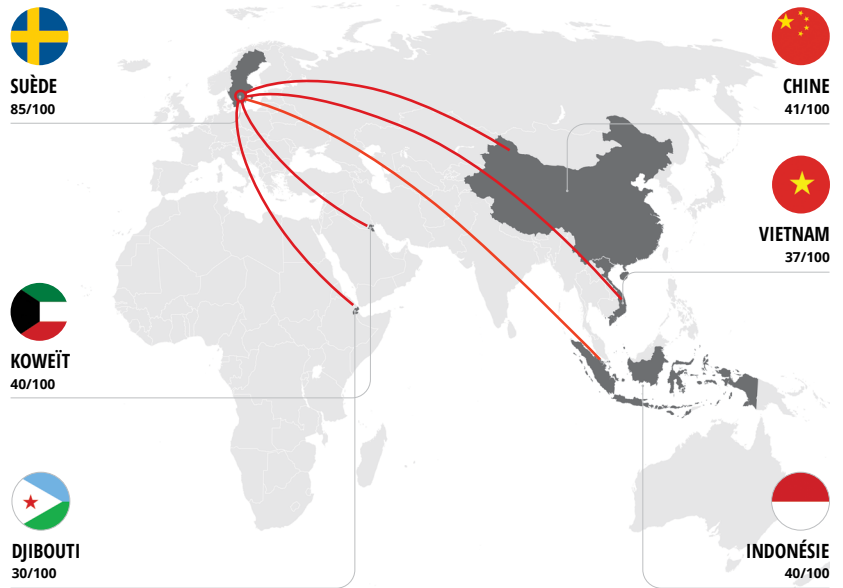 SUÈDE
85/100
CHINE
41/100
VIETNAM
37/100
KOWEÏT
40/100
DJIBOUTI
30/100
INDONÉSIE
40/100